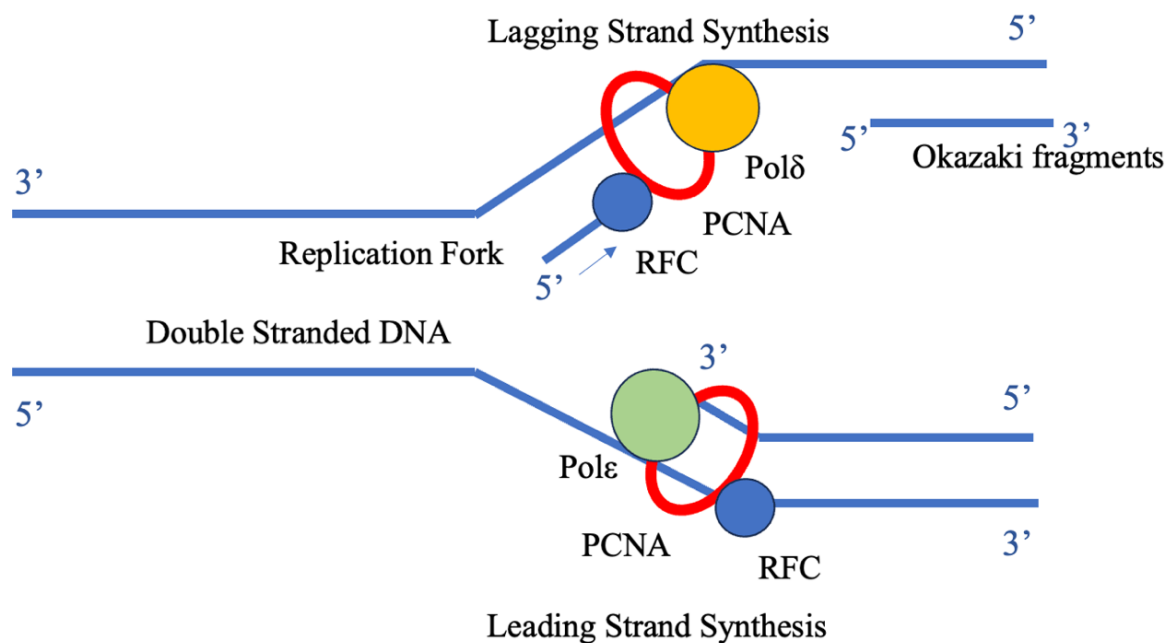 Lagging Strand Synthesis
5’
3’
5’
3’
Okazaki fragments
Polδ
PCNA
RFC
5’
Replication Fork
Double Stranded DNA
5’
3’
5’
Polε
PCNA
RFC
3’
Leading Strand Synthesis